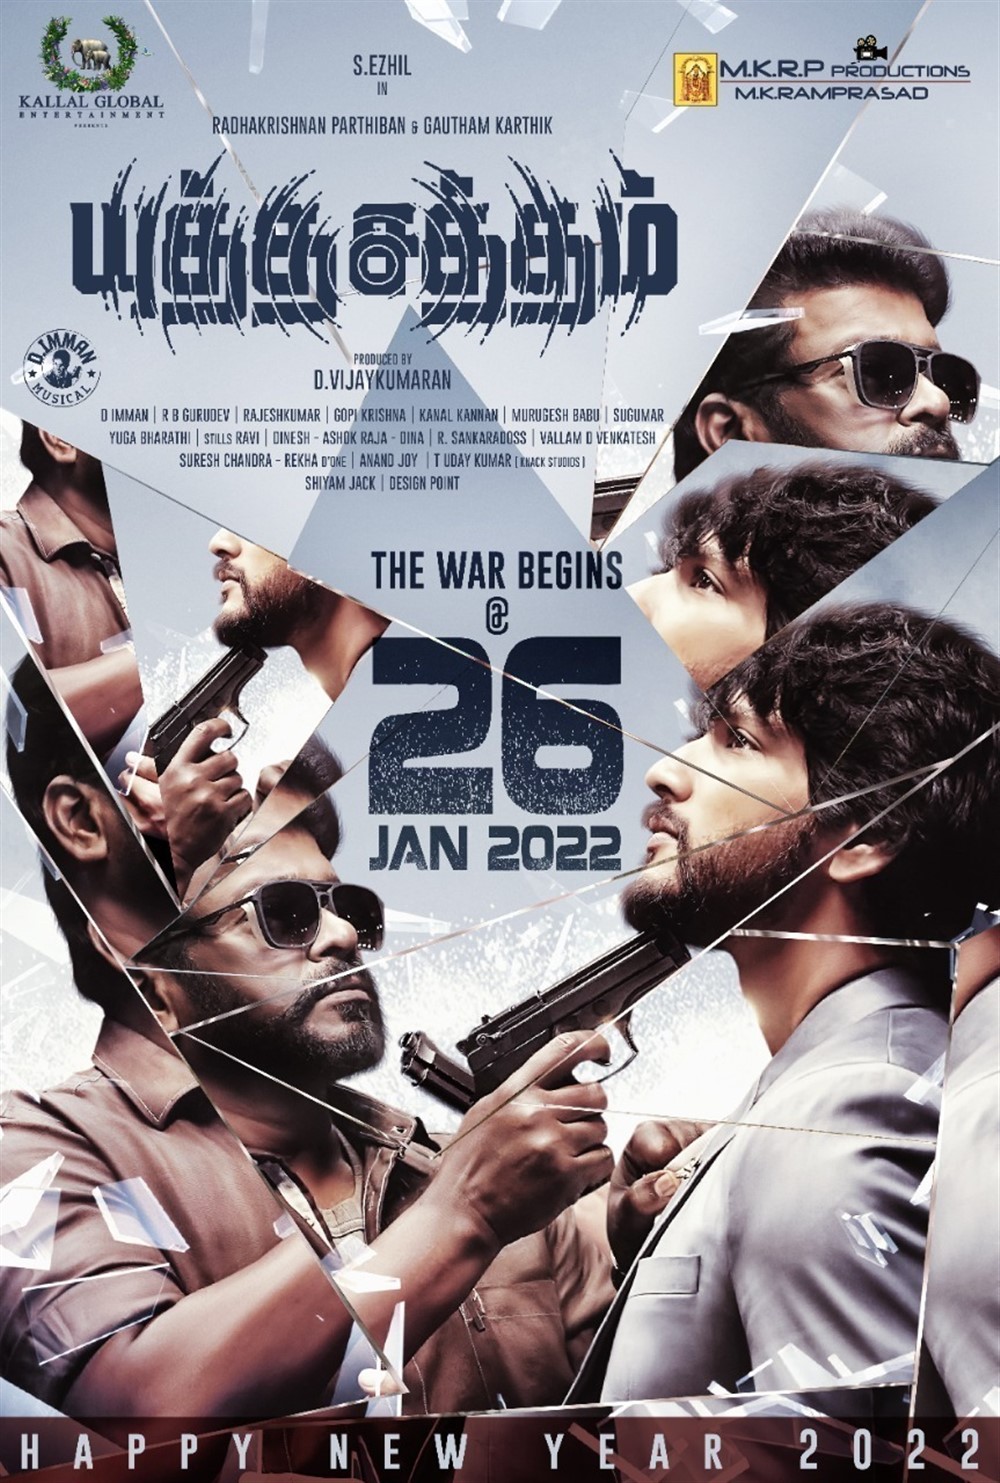 KALLAL GLOBAL
ENTERTAINMENT
PRESENTS
M.K.R.P PRODUCTIONS
M.K.RAMPRASAD
S.EZHIL
IN
RADHAKRISHNAN PARTHIBAN & GAUTHAM KARTHIK
யுத்த சத்தம்
D.IMMAN
MUSICAL
PRODUCED BY
D.VIJAYKUMARAN
D IMMAN | R B GURUDEV | RAJESHKUMAR | GOPI KRISHNA | KANAL KANNAN | MURUGESH BABU | SUGUMAR
YUGA BHARATHI | STILLS RAVI | DINESH - ASHOK RAJA - DINA | R. SANKARADOSS | VALLAM D VENKATESH
SURESH CHANDRA - REKHA D'ONE | ANAND JOY | T UDAY KUMAR [KNACK STUDIOS]
SHIYAM JACK | DESIGN POINT
THE WAR BEGINS
@
26
JAN 2022
HAPPY NEW YEAR 2022